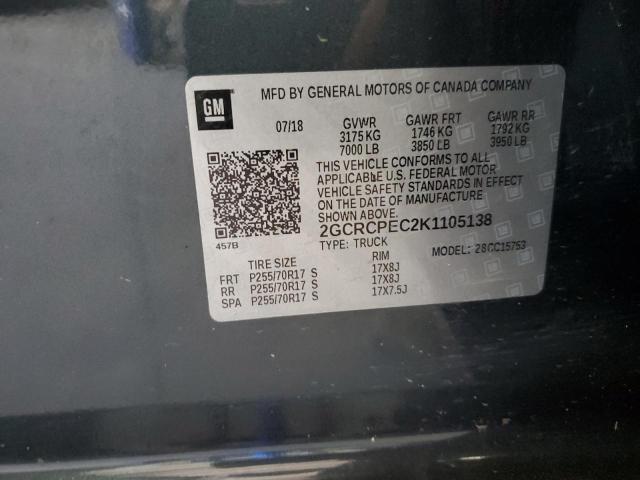 GM
MFD BY GENERAL MOTORS OF CANADA COMPANY
07/18
GVWR GAWR FRT GAWR RR
3175 KG 1746 KG 1792 KG
7000 LB 3850 LB 3950 LB
THIS VEHICLE CONFORMS TO ALL
APPLICABLE U.S. FEDERAL MOTOR
VEHICLE SAFETY STANDARDS IN EFFECT
ON THE DATE OF MANUFACTURE
SHOWN ABOVE.
2GCRCPEC2K1105138
457B
TYPE: TRUCK MODEL:
TIRE SIZE RIM
FRT P255/70R17 S 17X8J
RR P255/70R17 S 17X8J
SPA P255/70R17 S 17X7.5J